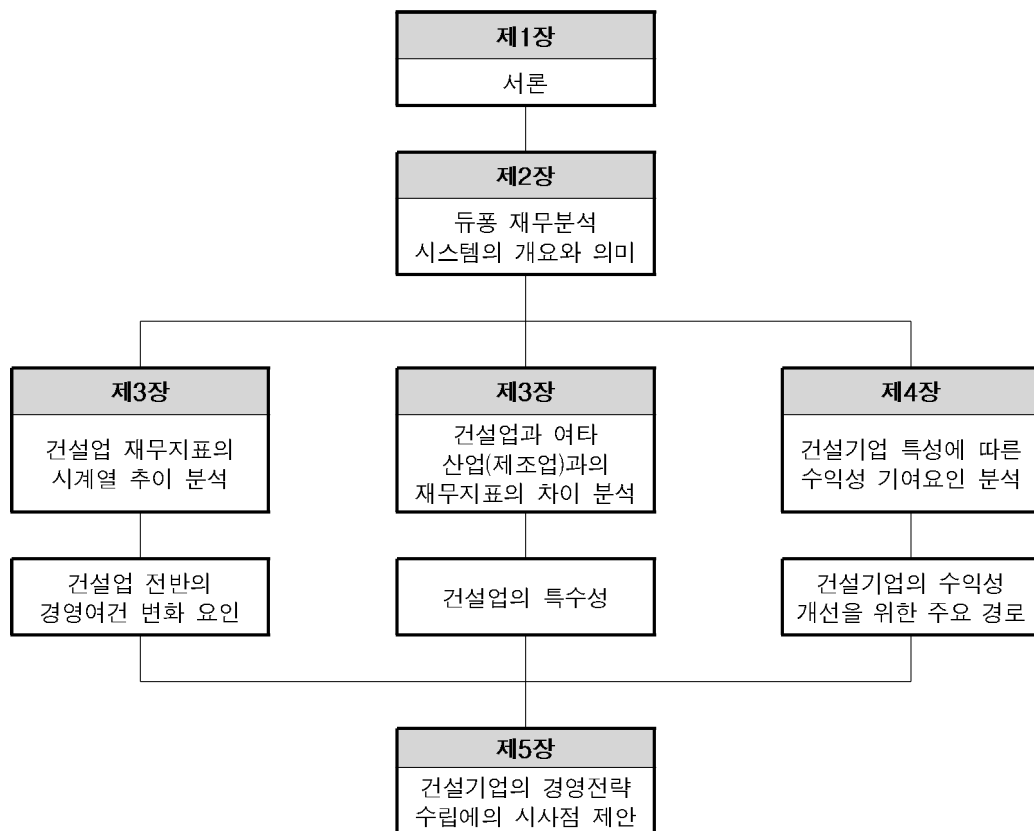 제1장
서론
제2장
듀퐁 재무분석
시스템의 개요와 의미
제3장
건설업 재무지표의
시계열 추이 분석
제3장
건설업과 여타
산업(제조업)과의
재무지표의 차이 분석
제4장
건설기업 특성에 따른
수익성 기여요인 분석
건설업 전반의
경영여건 변화 요인
건설업의 특수성
건설기업의 수익성
개선을 위한 주요 경로
제5장
건설기업의 경영전략
수립에의 시사점 제안